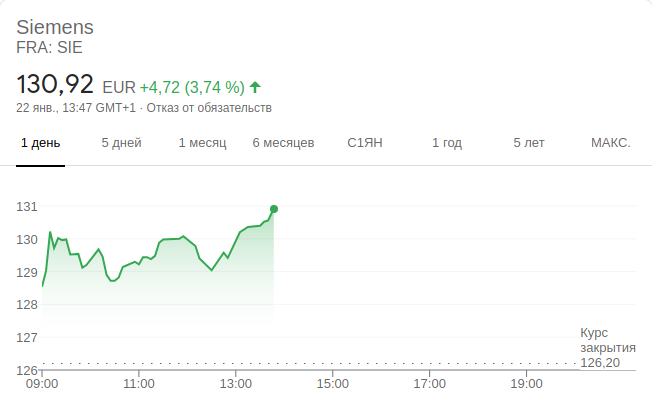 Siemens
FRA: SIE
130,92 EUR +4,72 (3,74 %)
22 янв., 13:47 GMT+1 · Отказ от обязательств
1 день 5 дней 1 месяц 6 месяцев С1ЯН 1 год 5 лет МАКС.
131
130
129
128
127
126
Курс
закрытия
126,20
09:00 11:00 13:00 15:00 17:00 19:00